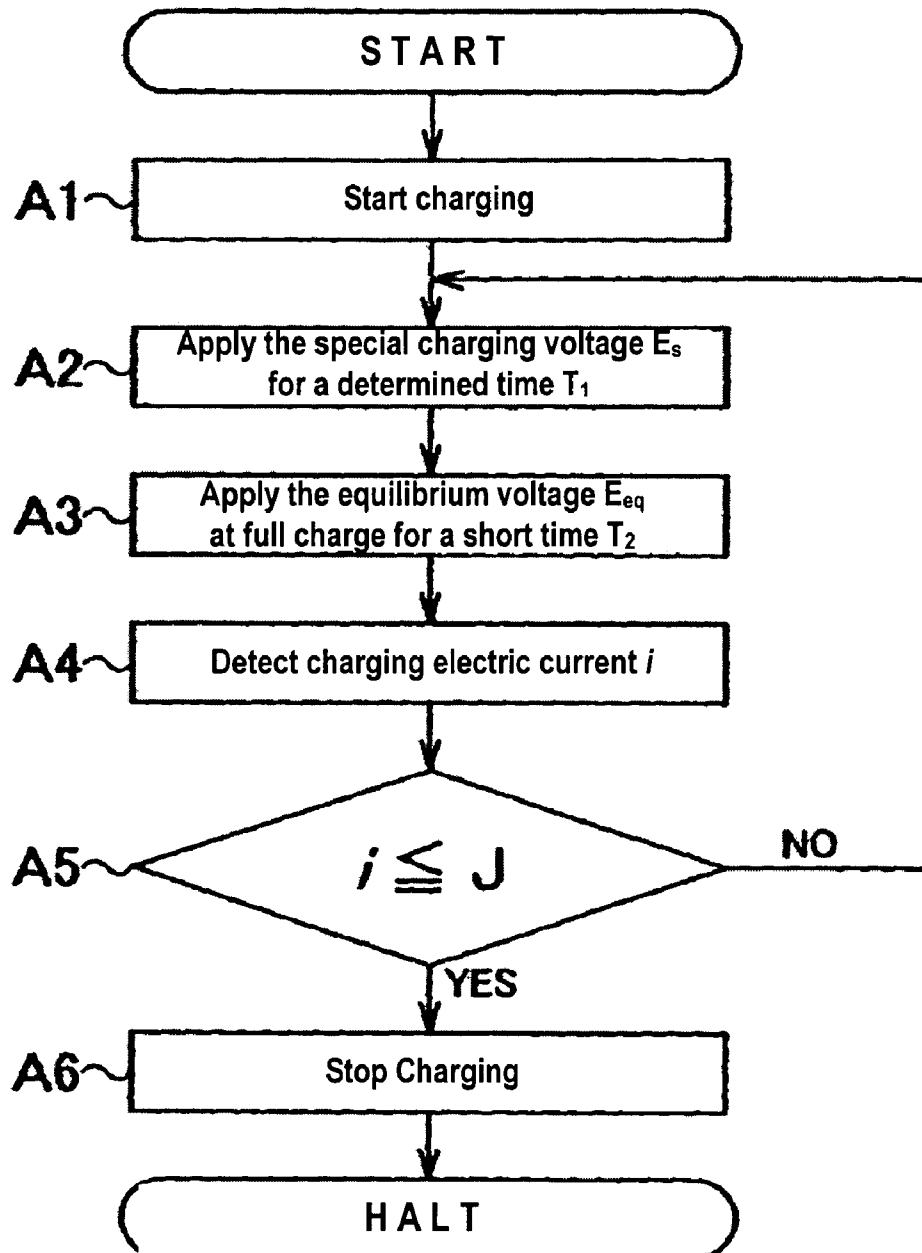 START
A1
Start charging
A2
Apply the special charging voltage Es
for a determined time T1
A3
Apply the equilibrium voltage Eeq
at full charge for a short time T2
A4
Detect charging electric current i
A5
i ≦ J
NO
YES
A6
Stop Charging
HALT